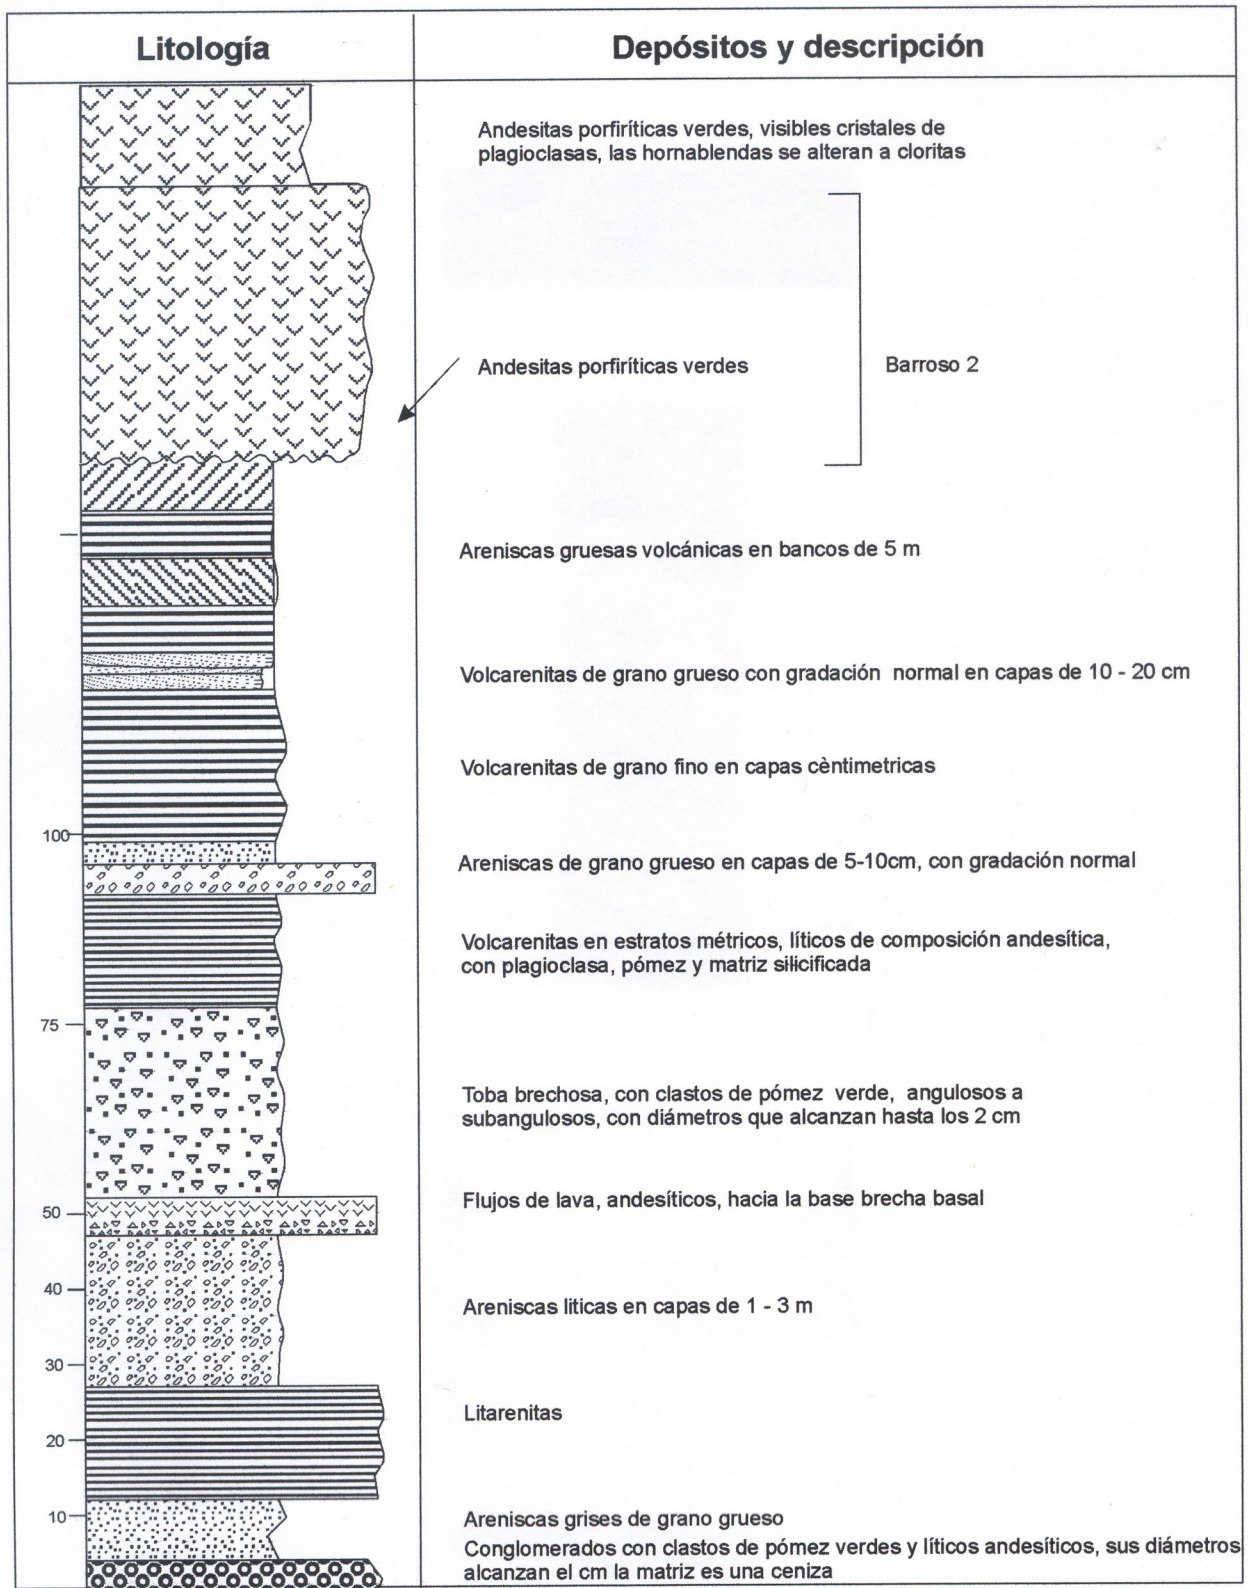 Litología
Depósitos y descripción
Andesitas porfiríticas verdes, visibles cristales de
plagioclasas, las hornablendas se alteran a cloritas
Andesitas porfiríticas verdes
Barroso 2
Areniscas gruesas volcánicas en bancos de 5 m
Volcarenitas de grano grueso con gradación normal en capas de 10 - 20 cm
Volcarenitas de grano fino en capas cèntimetricas
100
Areniscas de grano grueso en capas de 5-10cm, con gradación normal
Volcarenitas en estratos métricos, líticos de composición andesítica,
con plagioclasa, pómez y matriz silicificada
75
Toba brechosa, con clastos de pómez verde, angulosos a
subangulosos, con diámetros que alcanzan hasta los 2 cm
50
Flujos de lava, andesíticos, hacia la base brecha basal
40
Areniscas liticas en capas de 1 - 3 m
30
Litarenitas
20
10
Areniscas grises de grano grueso
Conglomerados con clastos de pómez verdes y líticos andesíticos, sus diámetros
alcanzan el cm la matriz es una ceniza